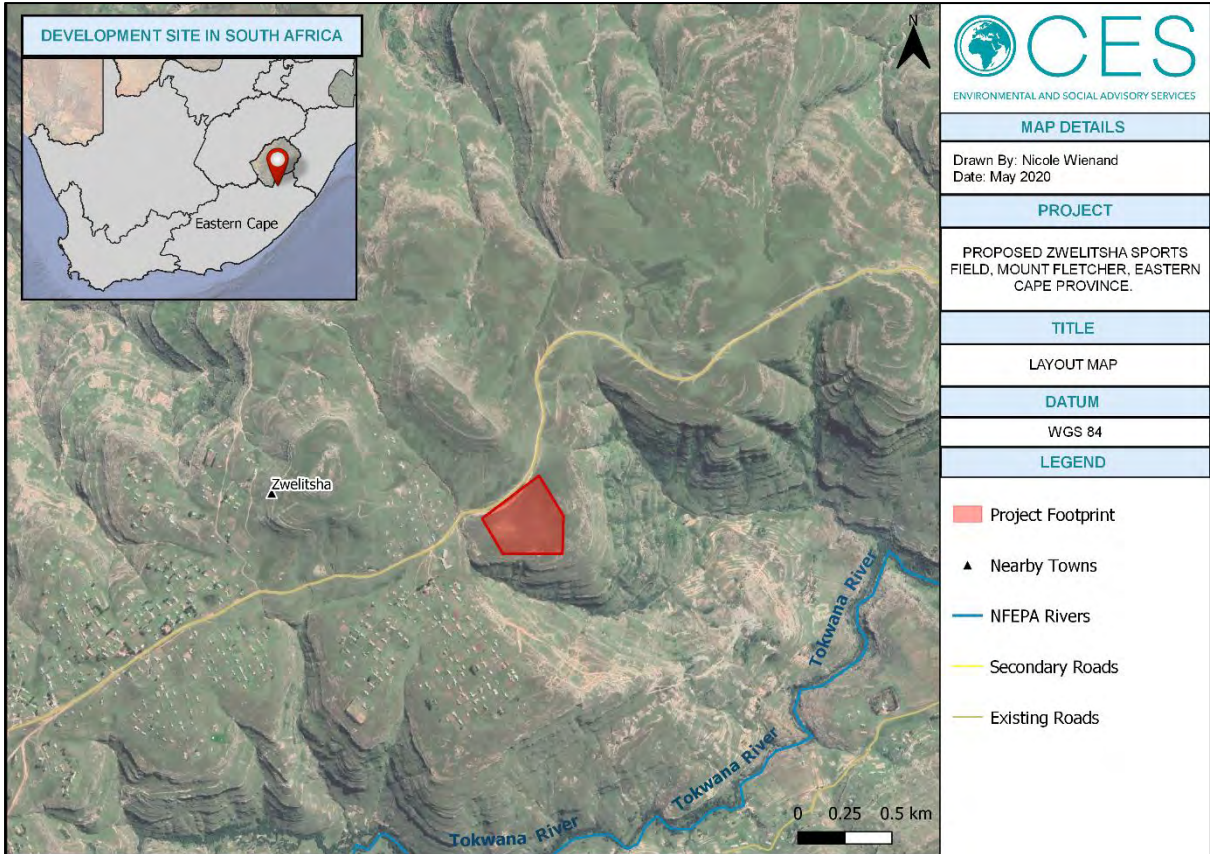 DEVELOPMENT SITE IN SOUTH AFRICA
Eastern Cape
N
Zwelitsha
Tokwana River
Tokwana River
Tokwana River
0 0.25 0.5 km
CES
ENVIRONMENTAL AND SOCIAL ADVISORY SERVICES
MAP DETAILS
Drawn By: Nicole Wienand
Date: May 2020
PROJECT
PROPOSED ZWELITSHA SPORTS
FIELD, MOUNT FLETCHER, EASTERN
CAPE PROVINCE.
TITLE
LAYOUT MAP
DATUM
WGS 84
LEGEND
Project Footprint
Nearby Towns
NFEPA Rivers
Secondary Roads
Existing Roads